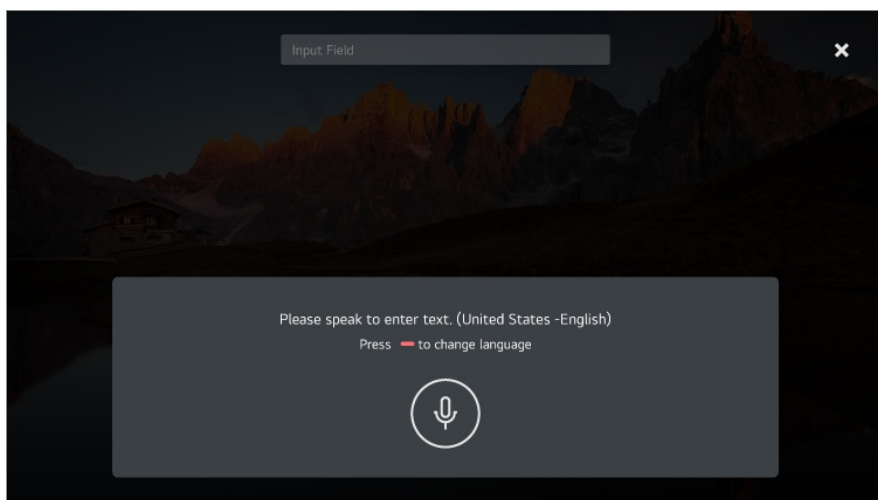 Input Field
Please speak to enter text. (United States -English)
Press to change language